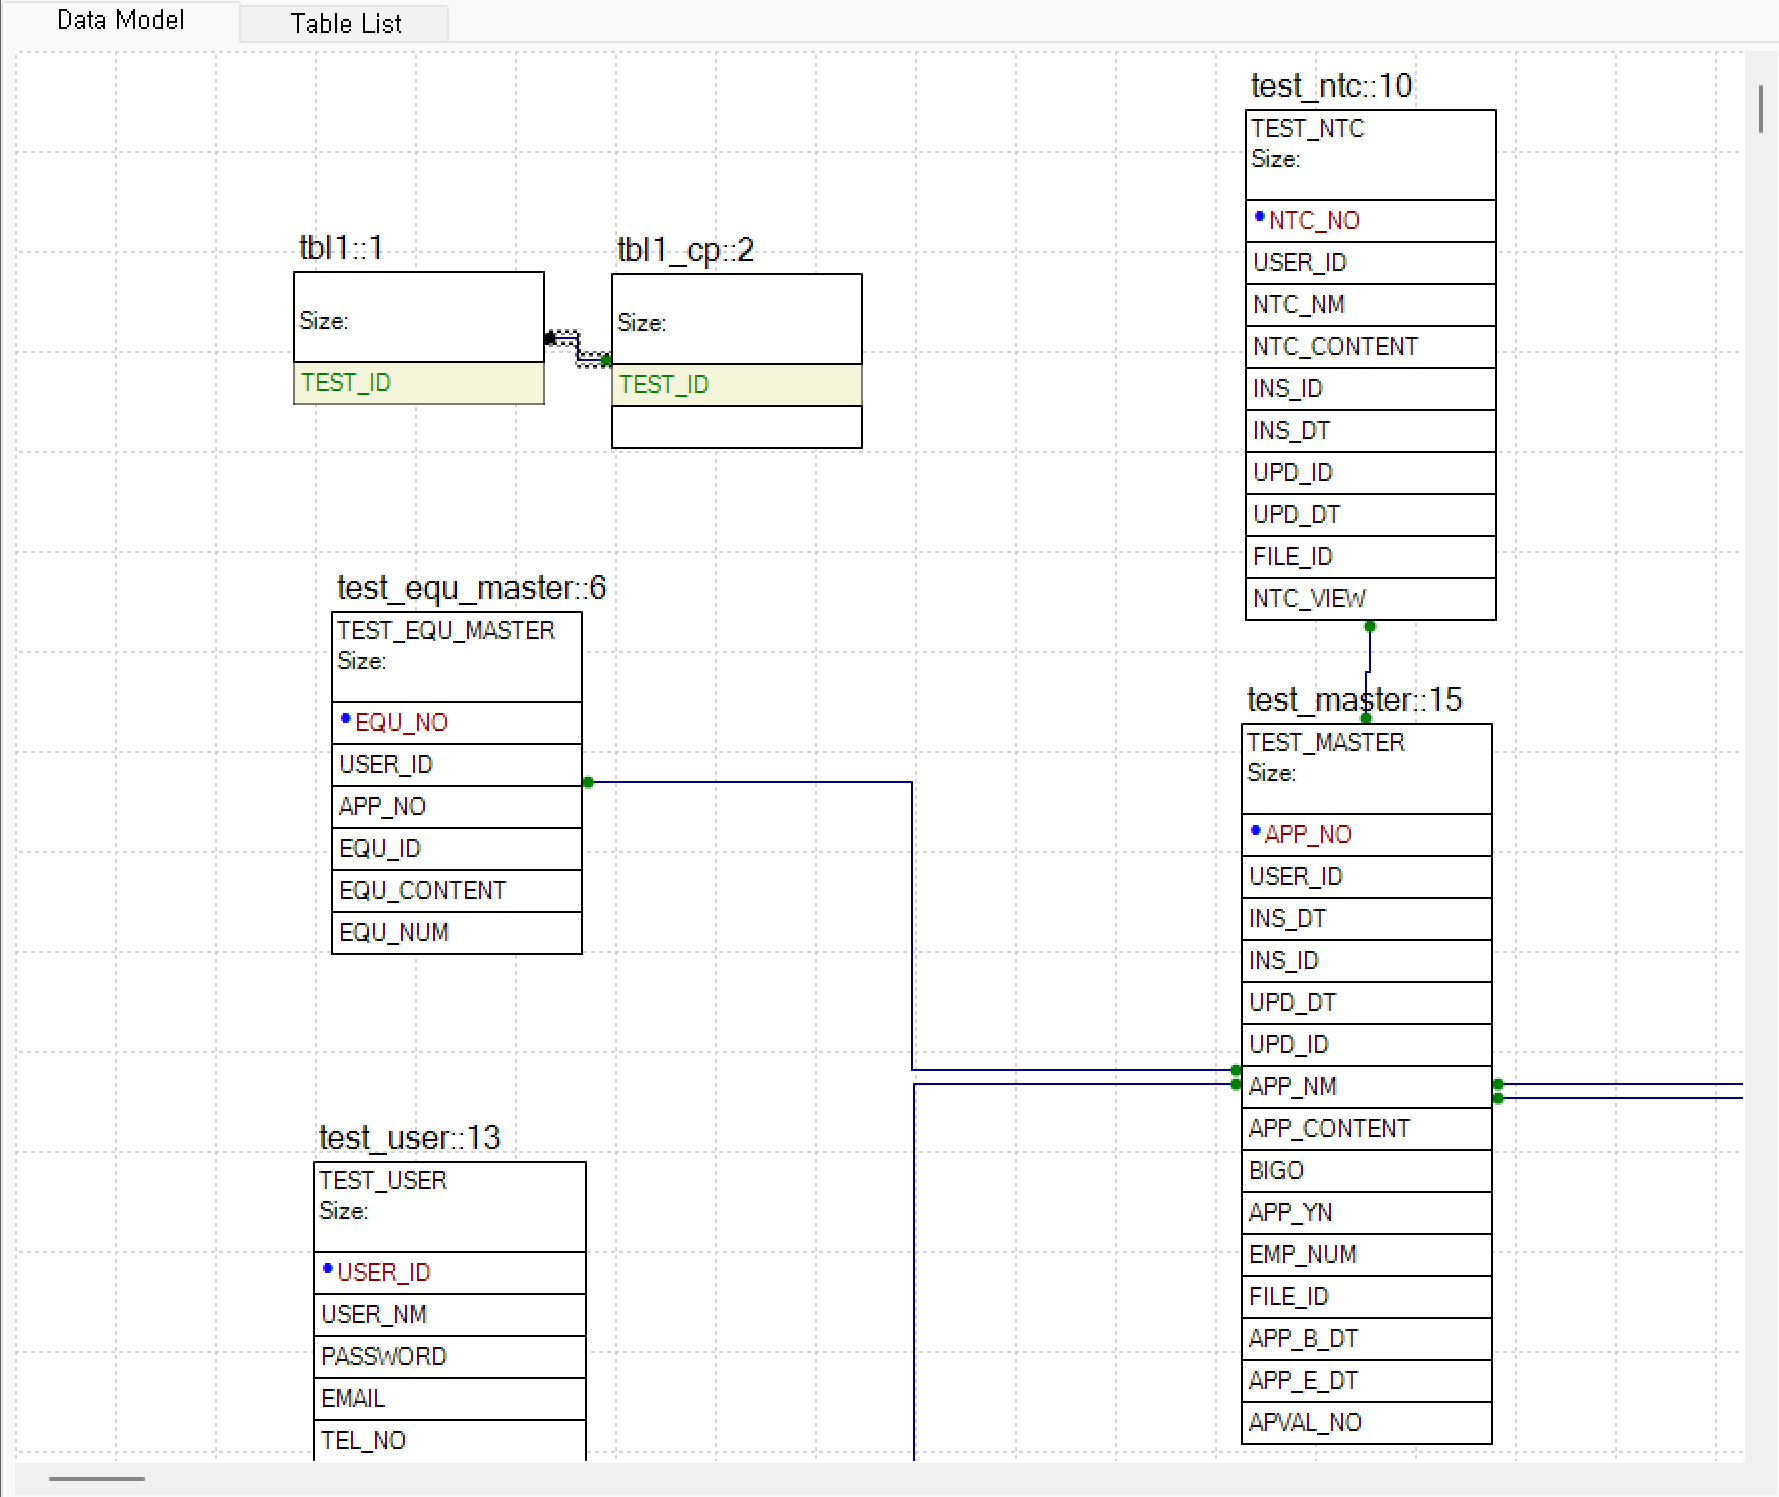 Data Model
Table List
test_ntc::10
TEST_NTC
Size:
NTC_NO
USER_ID
NTC_NM
NTC_CONTENT
INS_ID
INS_DT
UPD_ID
UPD_DT
FILE_ID
NTC_VIEW
tbl1::1
Size:
TEST_ID
tbl1_cp::2
Size:
TEST_ID
test_equ_master::6
TEST_EQU_MASTER
Size:
EQU_NO
USER_ID
APP_NO
EQU_ID
EQU_CONTENT
EQU_NUM
test_master::15
TEST_MASTER
Size:
APP_NO
USER_ID
INS_DT
INS_ID
UPD_DT
UPD_ID
APP_NM
APP_CONTENT
BIGO
APP_YN
EMP_NUM
FILE_ID
APP_B_DT
APP_E_DT
APVAL_NO
test_user::13
TEST_USER
Size:
USER_ID
USER_NM
PASSWORD
EMAIL
TEL_NO